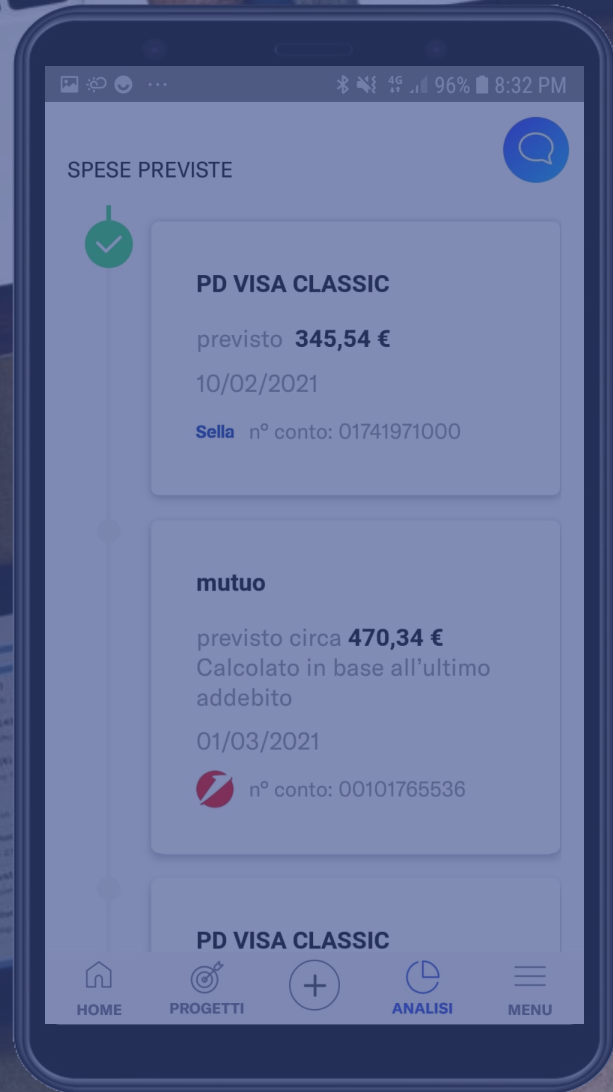 4G 96% 8:32 PM
SPESE PREVISTE
PD VISA CLASSIC
previsto 345,54 €
10/02/2021
Sella n° conto: 01741971000
mutuo
previsto circa 470,34 €
Calcolato in base all'ultimo
addebito
01/03/2021
n° conto: 00101765536
PD VISA CLASSIC
HOME PROGETTI ANALISI MENU